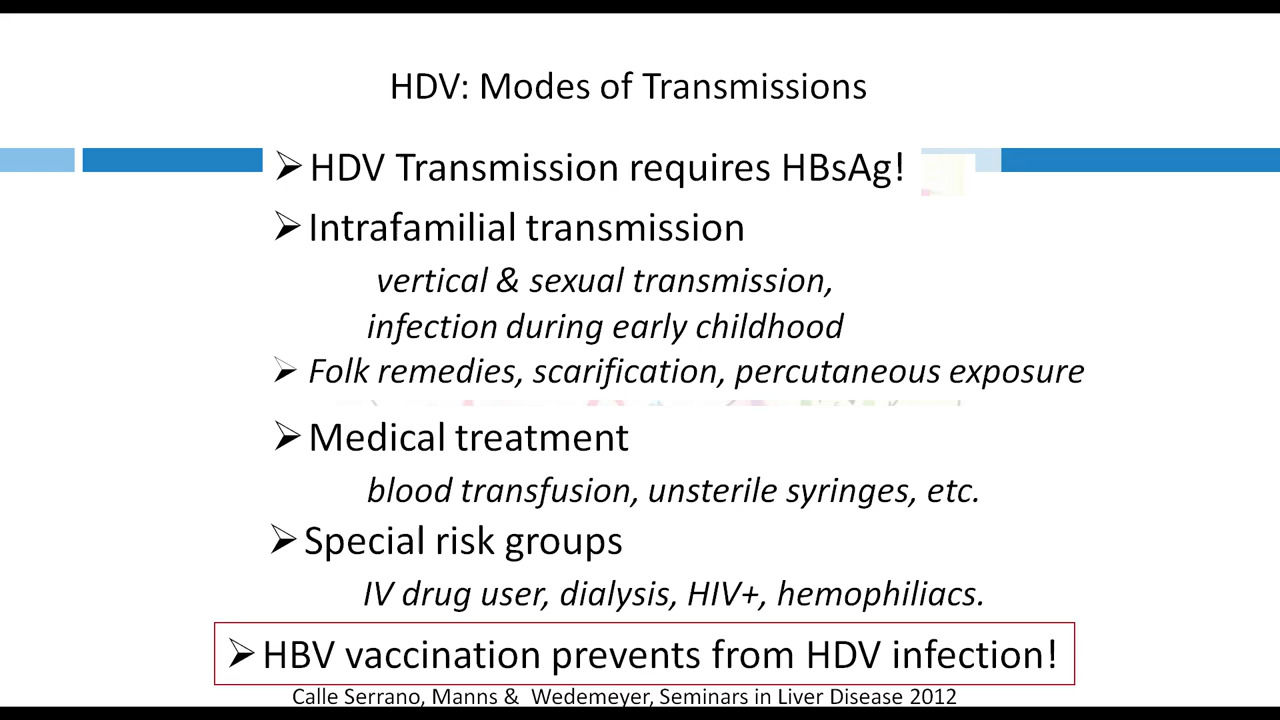 HDV: Modes of Transmissions
➢ HDV Transmission requires HBsAg!
➢ Intrafamilial transmission
vertical & sexual transmission,
infection during early childhood
➢ Folk remedies, scarification, percutaneous exposure
➢ Medical treatment
blood transfusion, unsterile syringes, etc.
➢ Special risk groups
IV drug user, dialysis, HIV+, hemophiliacs.
➢ HBV vaccination prevents from HDV infection!
Calle Serrano, Manns & Wedemeyer, Seminars in Liver Disease 2012